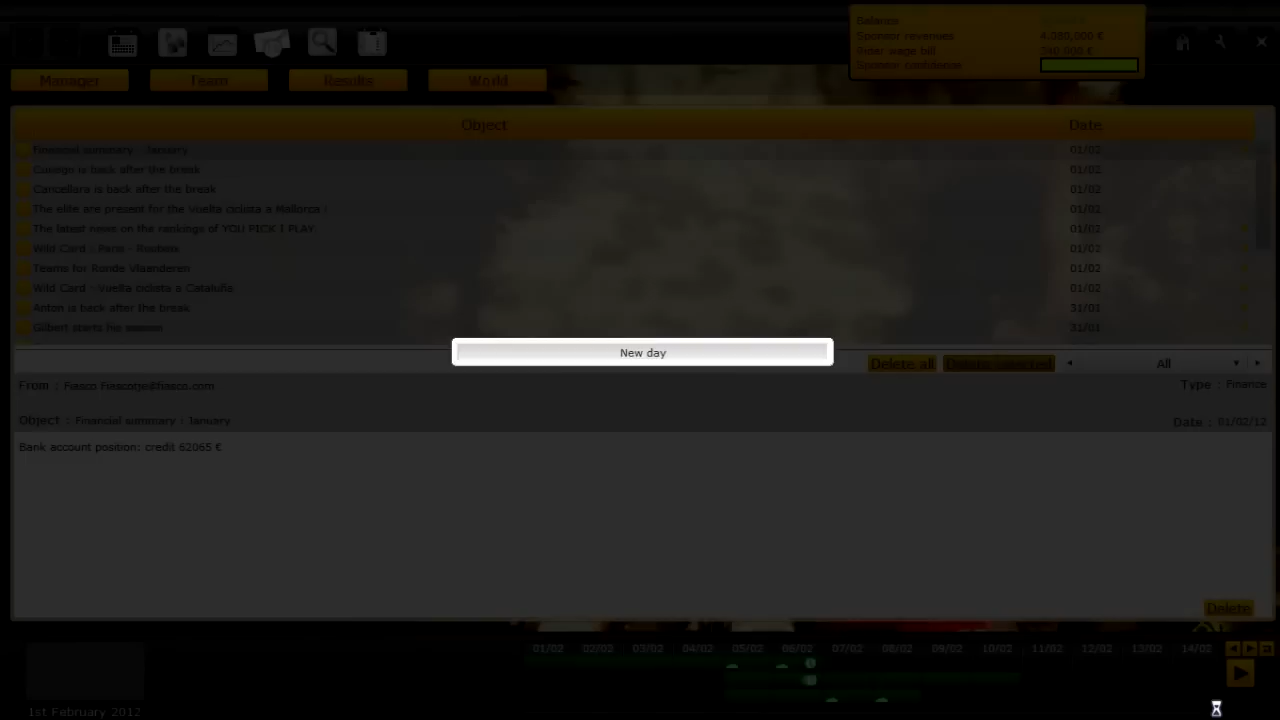 Balance
Sponsor revenues 4,080,000 €
Rider wage bill 340,000 €
Sponsor confidence
Manager Team Results World
Object Date
Financial summary : January 01/02
Cusego is back after the break 01/02
Cancellara is back after the break 01/02
The elite are present for the Vuelta ciclista a Mallorca ! 01/02
The latest news on the rankings of YOU PICK I PLAY 01/02
Wild Card : Paris - Roubaix 01/02
Teams for Ronde Vlaanderen 01/02
Wild Card : Vuelta ciclista a Cataluña 01/02
Anton is back after the break 31/01
Gilbert starts his season 31/01
New day
Delete all Delete selected All
From : Fiasco Fiascotje@fiasco.com Type : Finance
Object : Financial summary : January Date : 01/02/12
Bank account position: credit 62065 €
Delete
01/02 02/02 03/02 04/02 05/02 06/02 07/02 08/02 09/02 10/02 11/02 12/02 13/02 14/02
1st February 2012